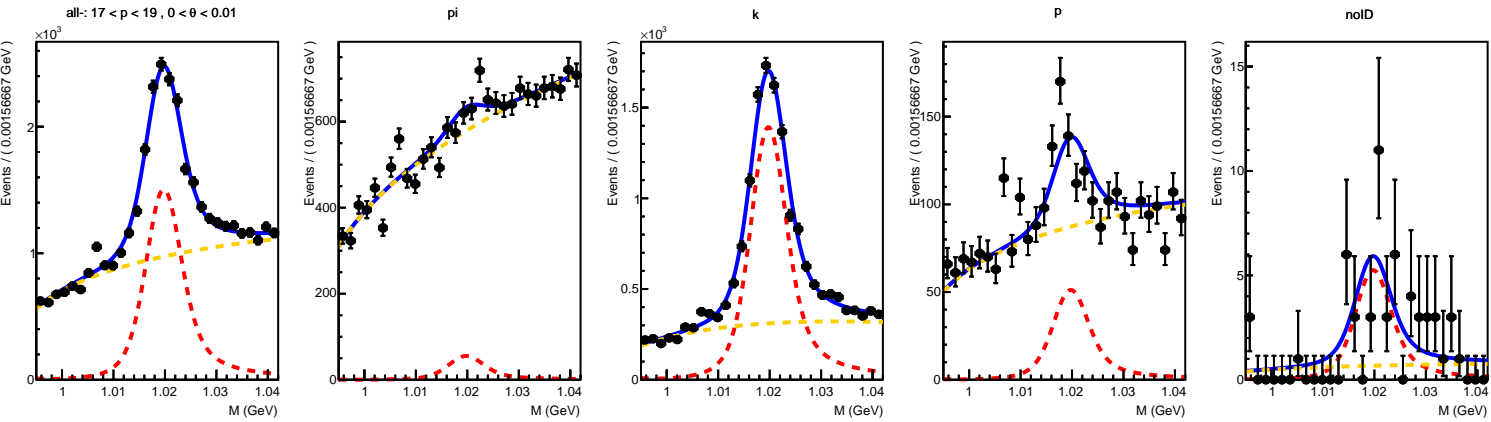 all-: 17 < p < 19 , 0 < θ < 0.01
×10³
Events / ( 0.00156667 GeV )
2
1
0
1 1.01 1.02 1.03 1.04
M (GeV)
pi
Events / ( 0.00156667 GeV )
600
400
200
0
1 1.01 1.02 1.03 1.04
M (GeV)
k
×10³
Events / ( 0.00156667 GeV )
1.5
1
0.5
0
1 1.01 1.02 1.03 1.04
M (GeV)
p
Events / ( 0.00156667 GeV )
150
100
50
0
1 1.01 1.02 1.03 1.04
M (GeV)
noID
Events / ( 0.00156667 GeV )
15
10
5
0
1 1.01 1.02 1.03 1.04
M (GeV)